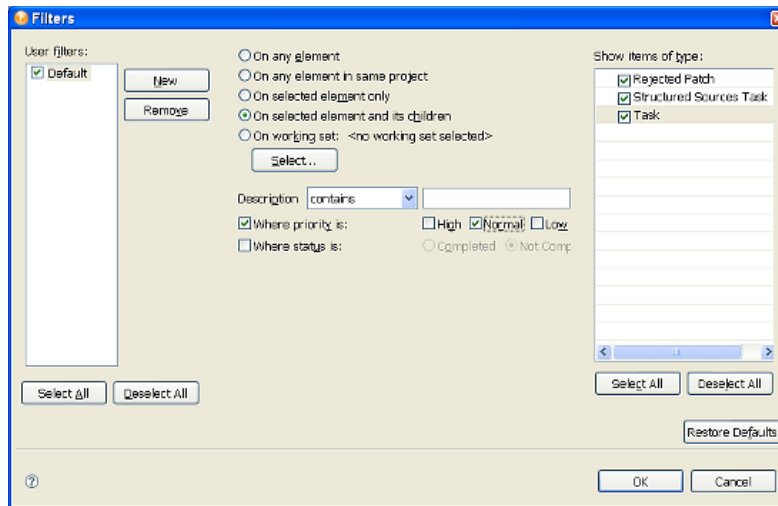 Filters
User filters:
Default
New
Remove
On any element
On any element in same project
On selected element only
On selected element and its children
On working set: <no working set selected>
Select...
Description contains
Where priority is: High Normal Low
Where status is: Completed Not Comp
Show items of type:
Rejected Patch
Structured Sources Task
Task
Select All Deselect All
Select All Deselect All
Restore Defaults
OK Cancel